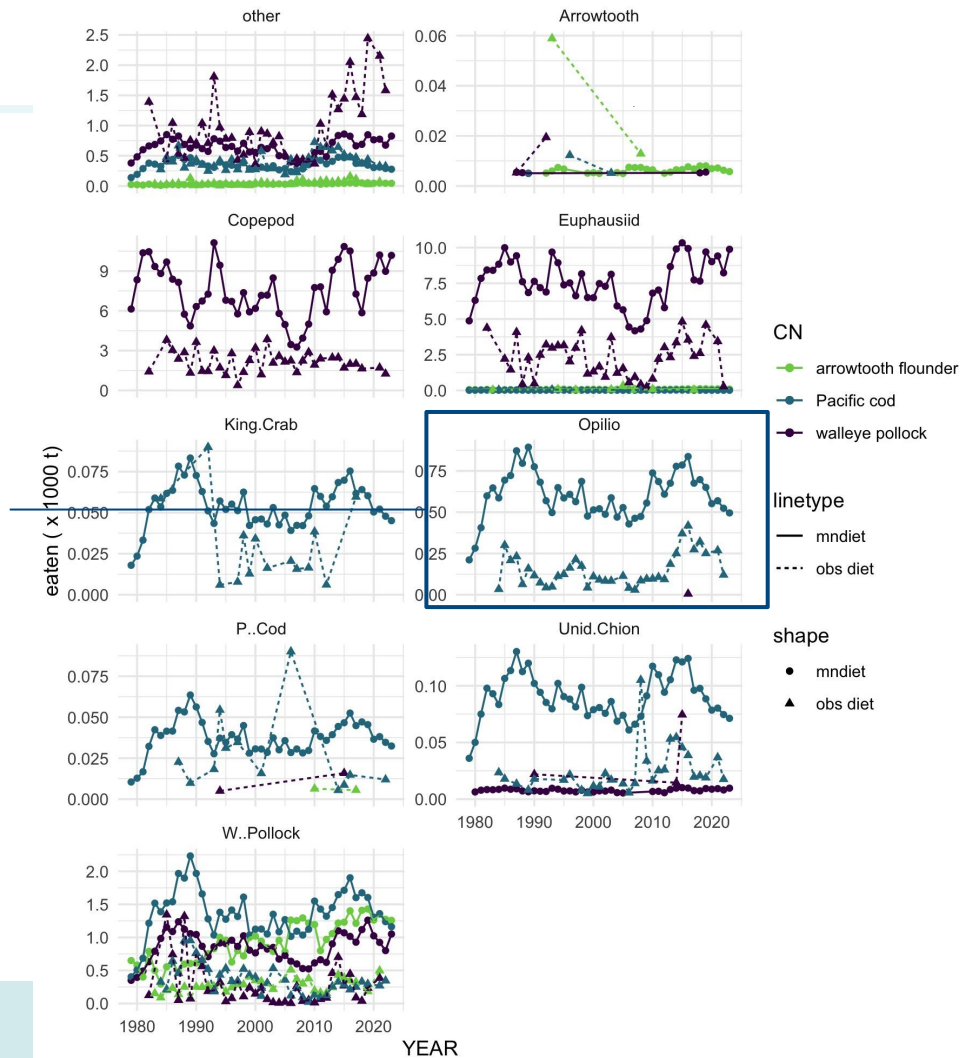 other
Arrowtooth
2.5
2.0
1.5
1.0
0.5
0.0
0.06
0.04
0.02
0.00
Copepod
Euphausiid
9
6
3
0
10.0
7.5
5.0
2.5
0.0
CN
arrowtooth flounder
Pacific cod
walleye pollock
King.Crab
Opilio
0.075
0.050
0.025
0.000
0.75
0.50
0.25
0.00
linetype
mndiet
obs diet
eaten ( x 1000 t)
P..Cod
Unid.Chion
0.075
0.050
0.025
0.000
0.10
0.05
0.00
shape
mndiet
obs diet
1980 1990 2000 2010 2020
W..Pollock
2.0
1.5
1.0
0.5
0.0
1980 1990 2000 2010 2020
YEAR